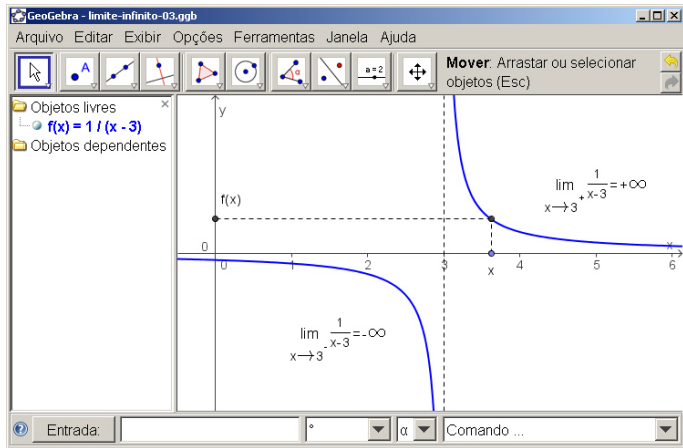 GeoGebra - limite-infinito-03.ggb
Arquivo Editar Exibir Opções Ferramentas Janela Ajuda
A
α
a=2
Mover: Arrastar ou selecionar
objetos (Esc)
Objetos livres
f(x) = 1 / (x - 3)
Objetos dependentes
y
f(x)
0
0 1 2 3 4 5 6
x
x
lim x→3⁺ 1/(x-3) = +∞
lim x→3⁻ 1/(x-3) = -∞
Entrada:
°
α
Comando ...